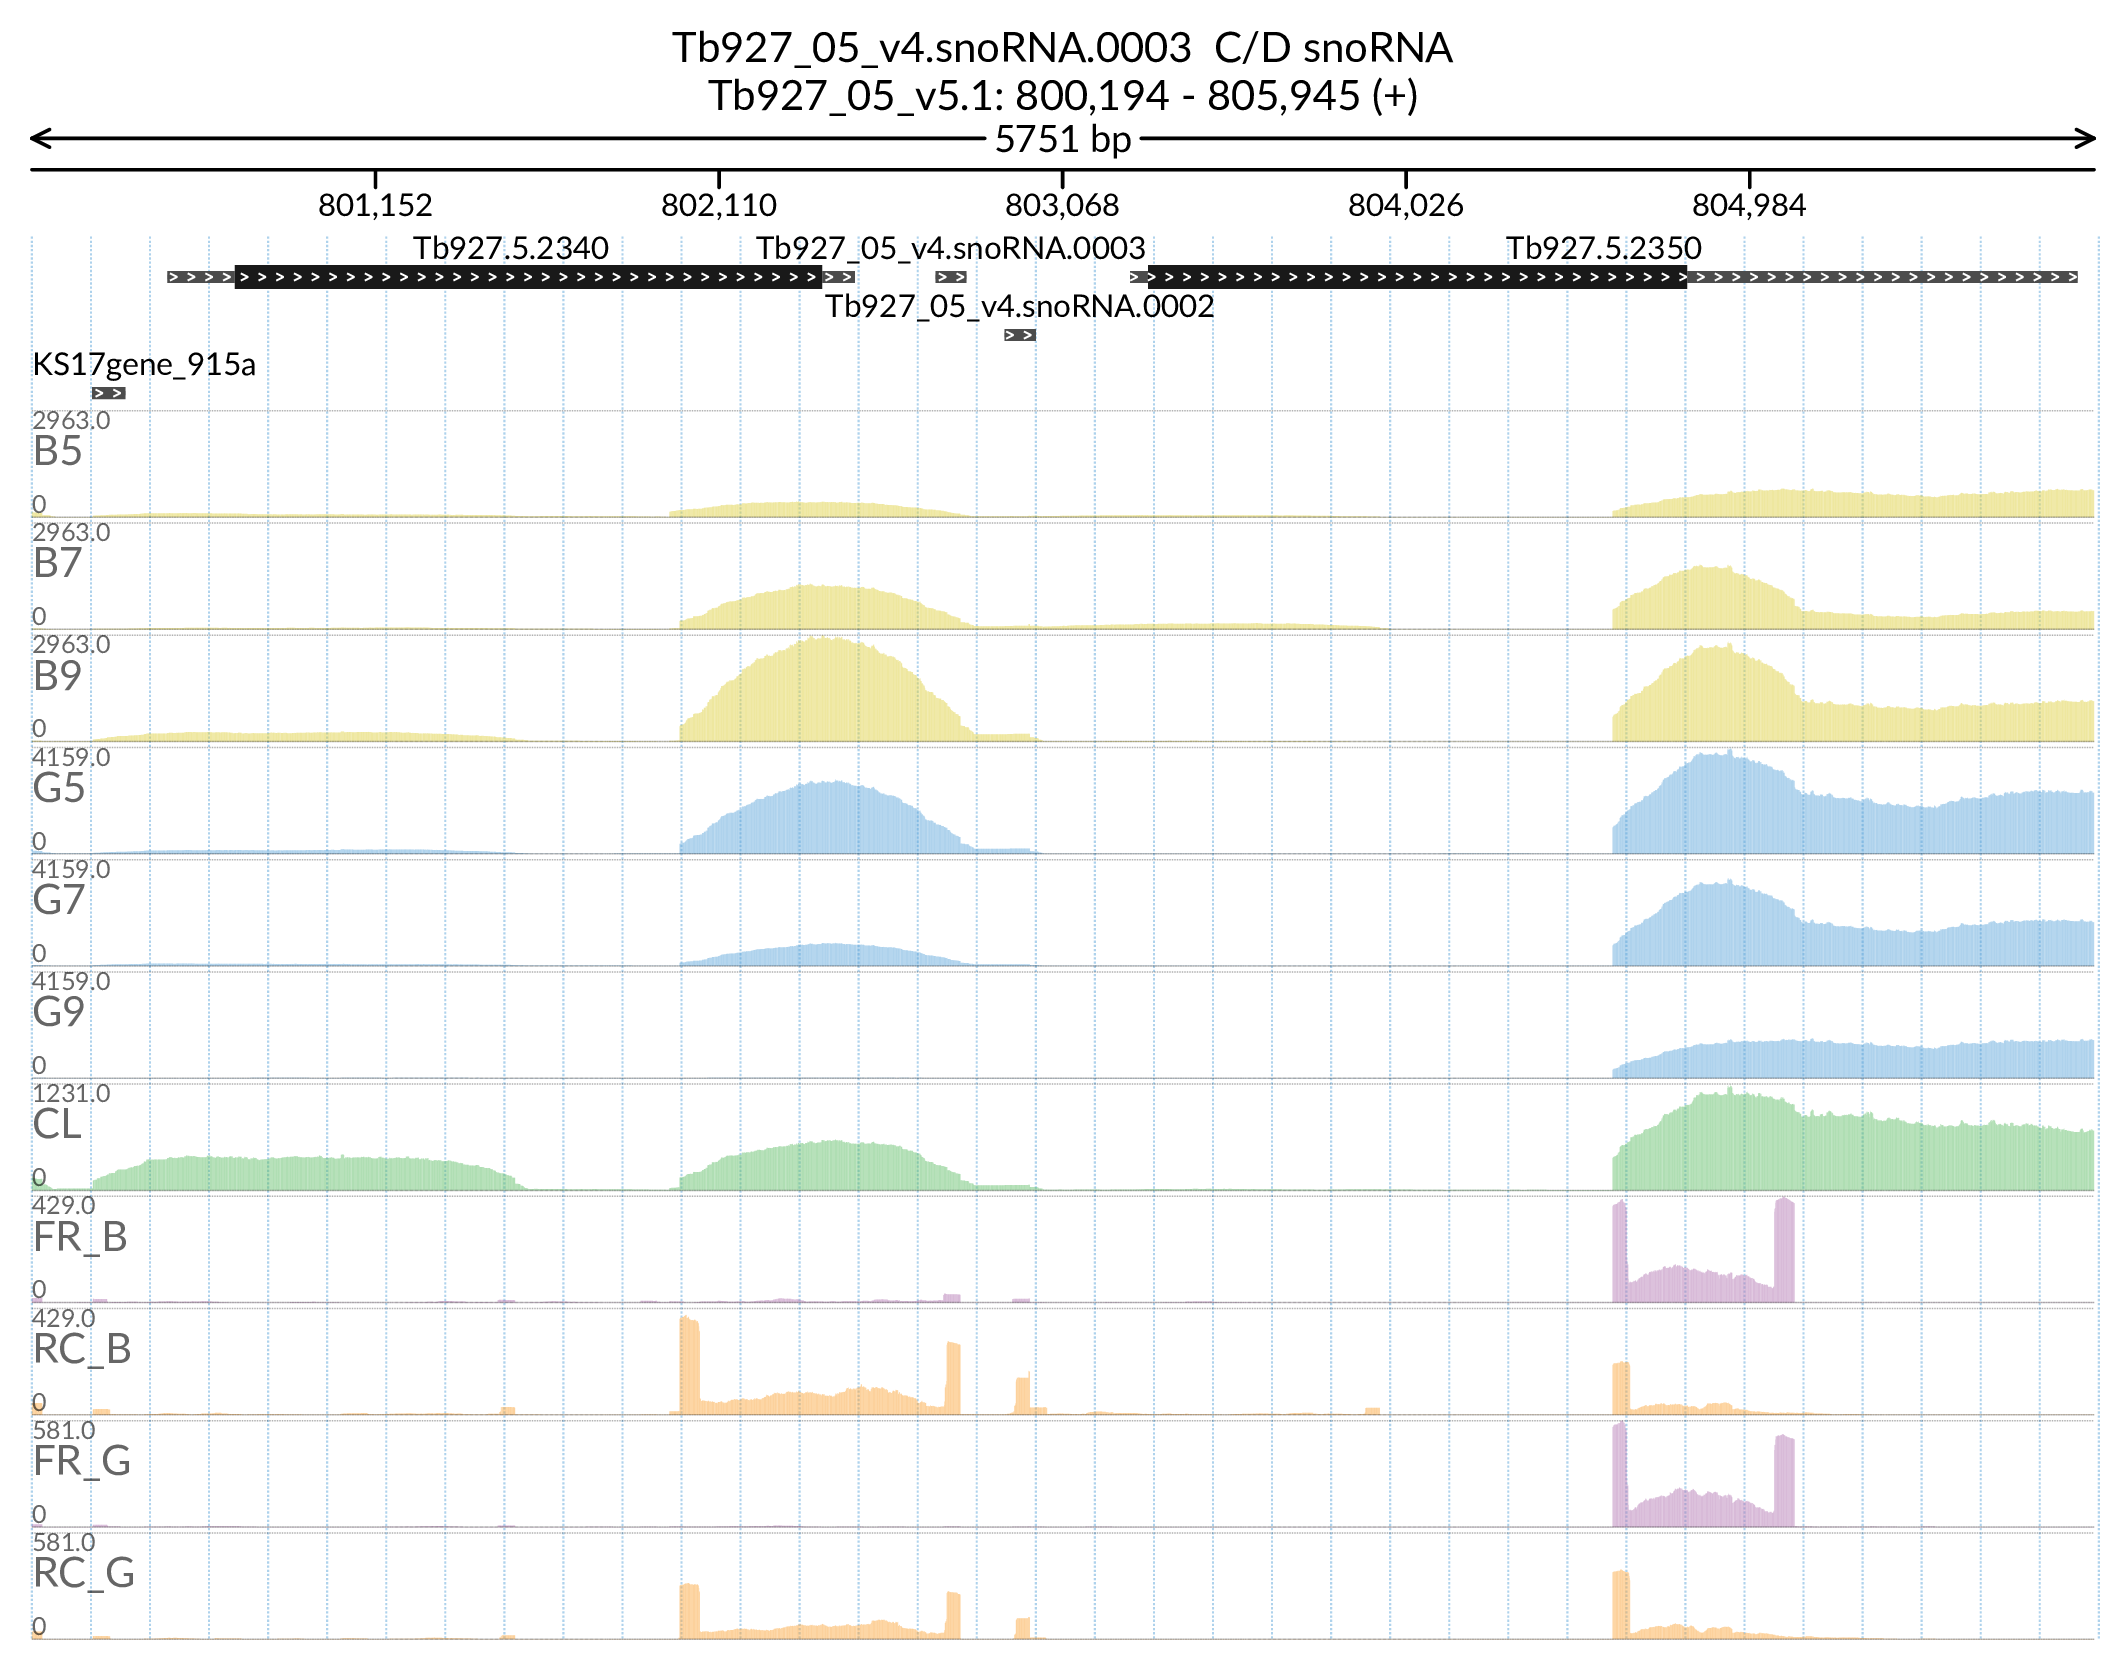 Tb927_05_v4.snoRNA.0003 C/D snoRNA
Tb927_05_v5.1: 800,194 - 805,945 (+)
5751 bp
801,152 802,110 803,068 804,026 804,984
Tb927.5.2340 Tb927_05_v4.snoRNA.0003 Tb927.5.2350
Tb927_05_v4.snoRNA.0002
KS17gene_915a
2963.0
B5
0
2963.0
B7
0
2963.0
B9
0
4159.0
G5
0
4159.0
G7
0
4159.0
G9
0
1231.0
CL
0
429.0
FR_B
0
429.0
RC_B
0
581.0
FR_G
0
581.0
RC_G
0